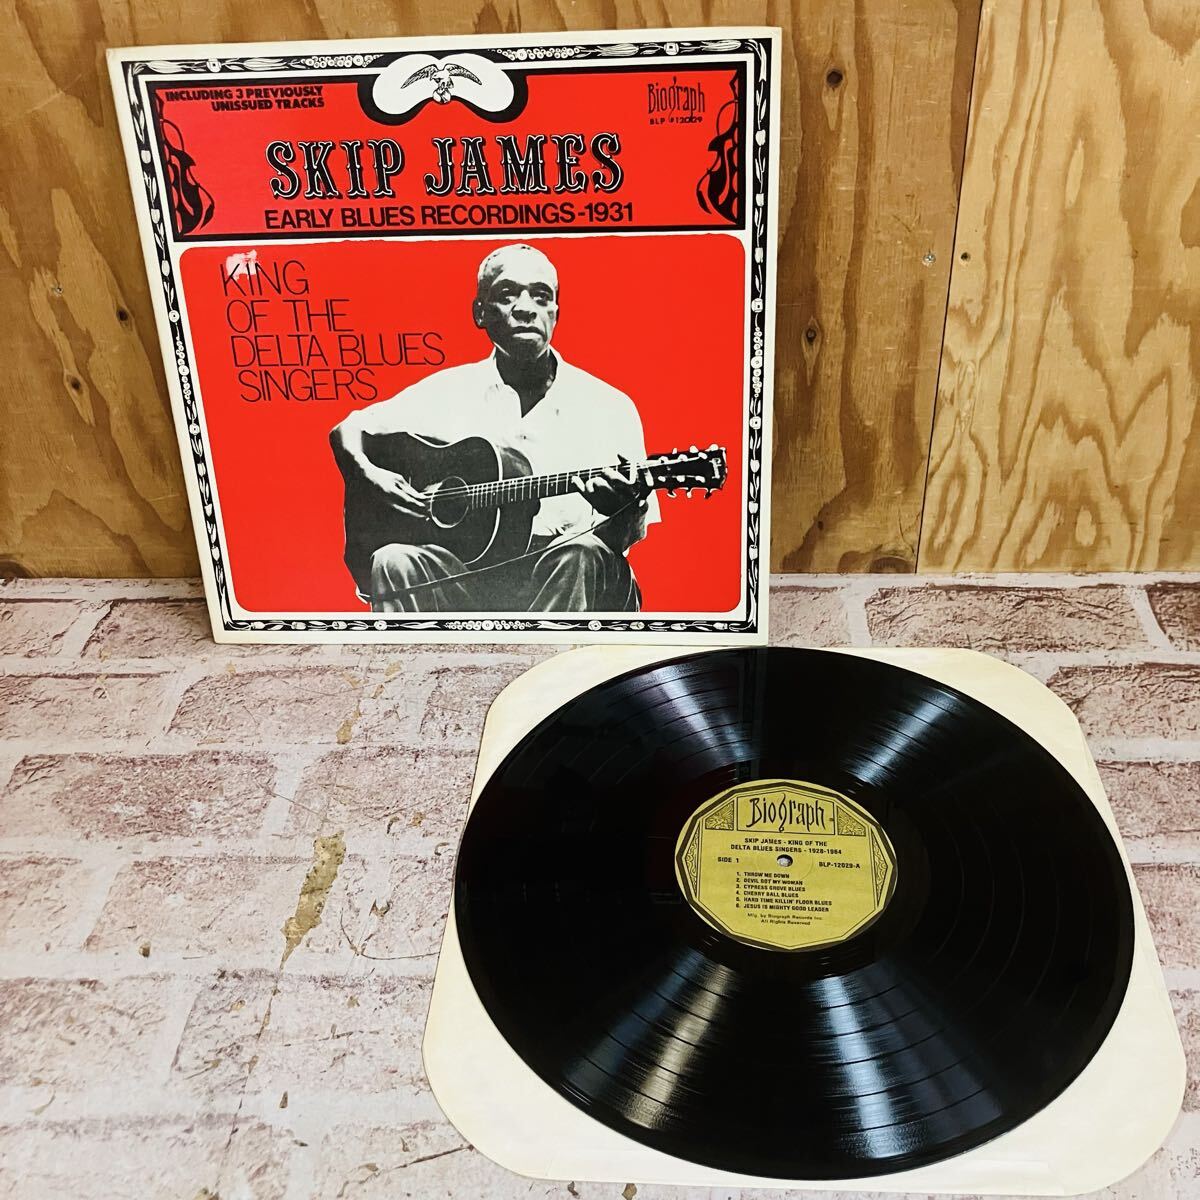 INCLUDING 3 PREVIOUSLY
UNISSUED TRACKS
Biograph
BLP #12029
SKIP JAMES
EARLY BLUES RECORDINGS-1931
KING
OF THE
DELTA BLUES
SINGERS
Biograph
SKIP JAMES - KING OF THE
DELTA BLUES SINGERS - 1928-1964
SIDE 1
BLP-12029-A
1. THROW ME DOWN
2. DEVIL GOT MY WOMAN
3. CYPRESS GROVE BLUES
4. CHERRY BALL BLUES
5. HARD TIME KILLIN' FLOOR BLUES
6. JESUS IS MIGHTY GOOD LEADER
Mfg. by Biograph Records Inc.
All Rights Reserved